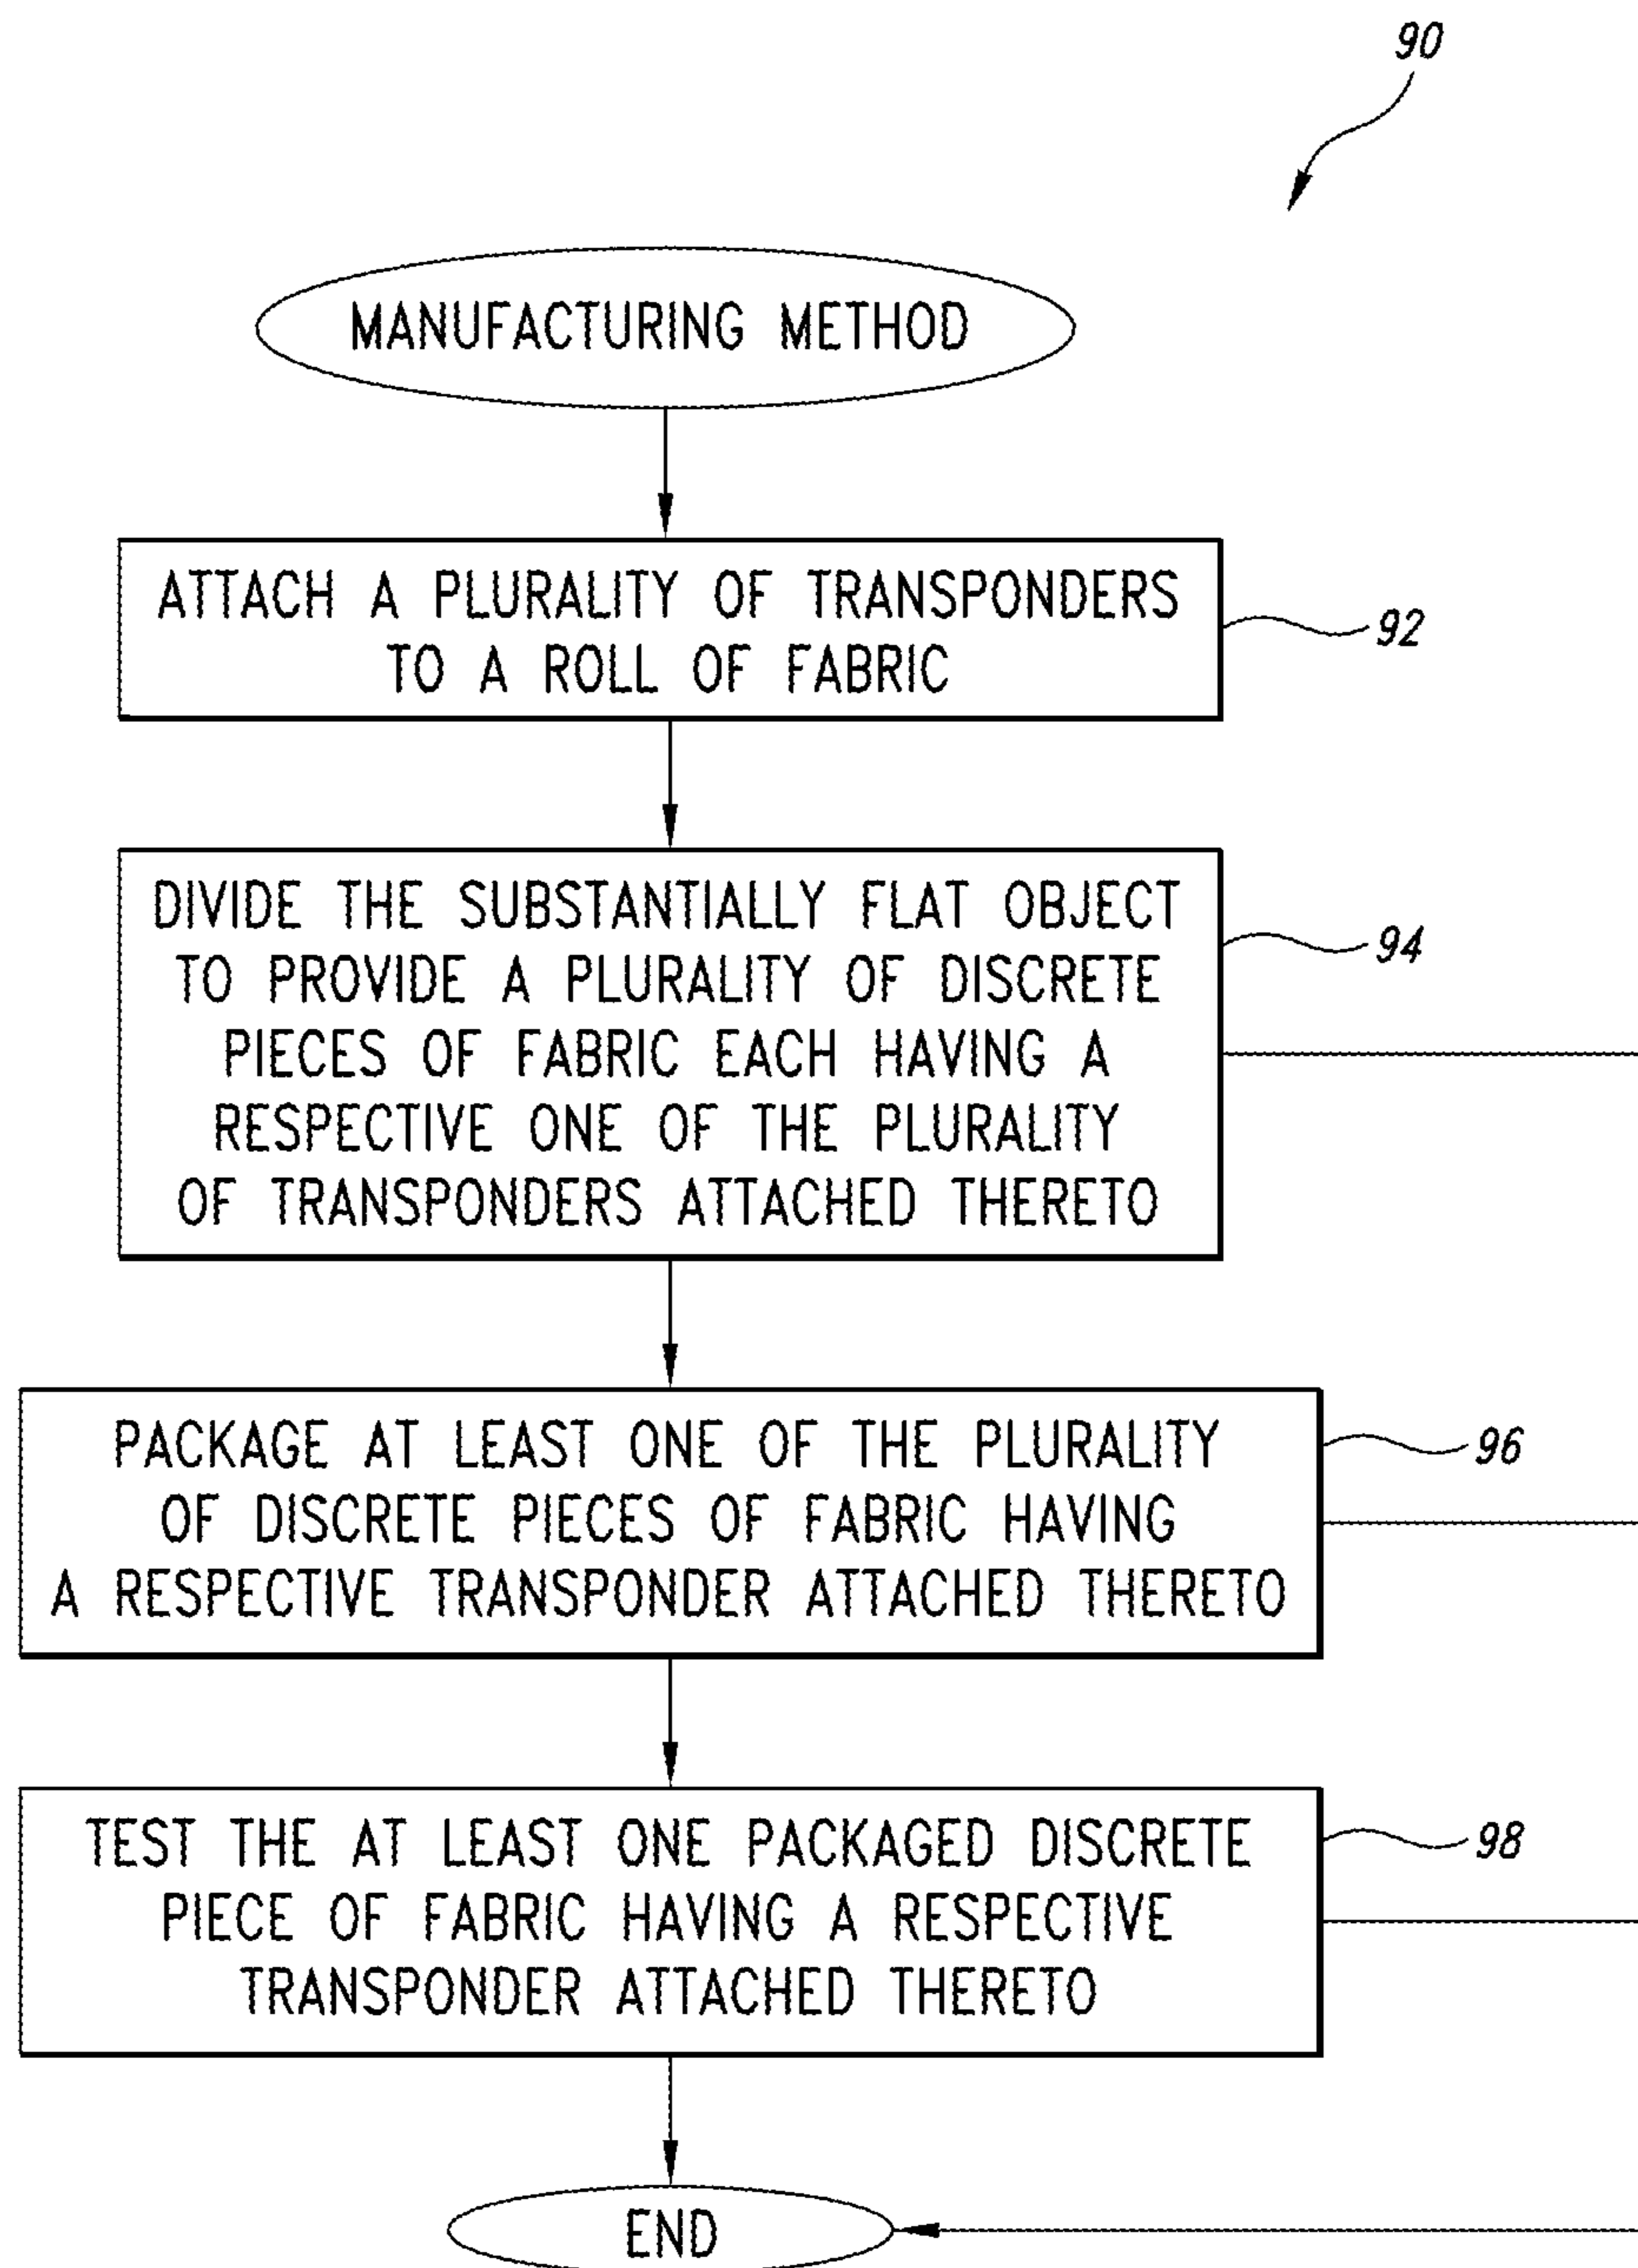 90
MANUFACTURING METHOD
ATTACH A PLURALITY OF TRANSPONDERS
TO A ROLL OF FABRIC
92
DIVIDE THE SUBSTANTIALLY FLAT OBJECT
TO PROVIDE A PLURALITY OF DISCRETE
PIECES OF FABRIC EACH HAVING A
RESPECTIVE ONE OF THE PLURALITY
OF TRANSPONDERS ATTACHED THERETO
94
PACKAGE AT LEAST ONE OF THE PLURALITY
OF DISCRETE PIECES OF FABRIC HAVING
A RESPECTIVE TRANSPONDER ATTACHED THERETO
96
TEST THE AT LEAST ONE PACKAGED DISCRETE
PIECE OF FABRIC HAVING A RESPECTIVE
TRANSPONDER ATTACHED THERETO
98
END